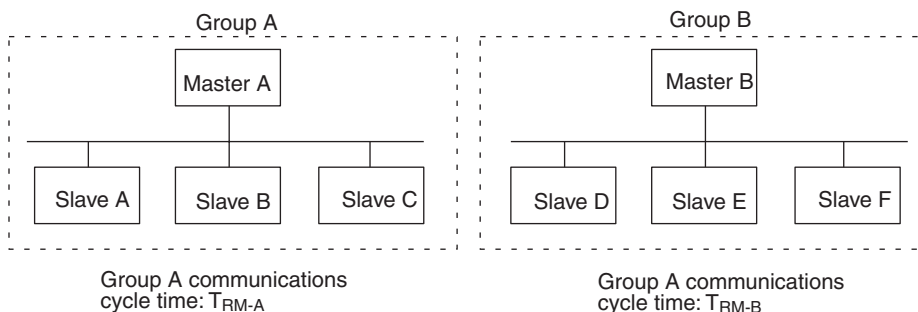 Group A
Group B
Master A
Master B
Slave A
Slave B
Slave C
Slave D
Slave E
Slave F
Group A communications
cycle time: TRM-A
Group A communications
cycle time: TRM-B